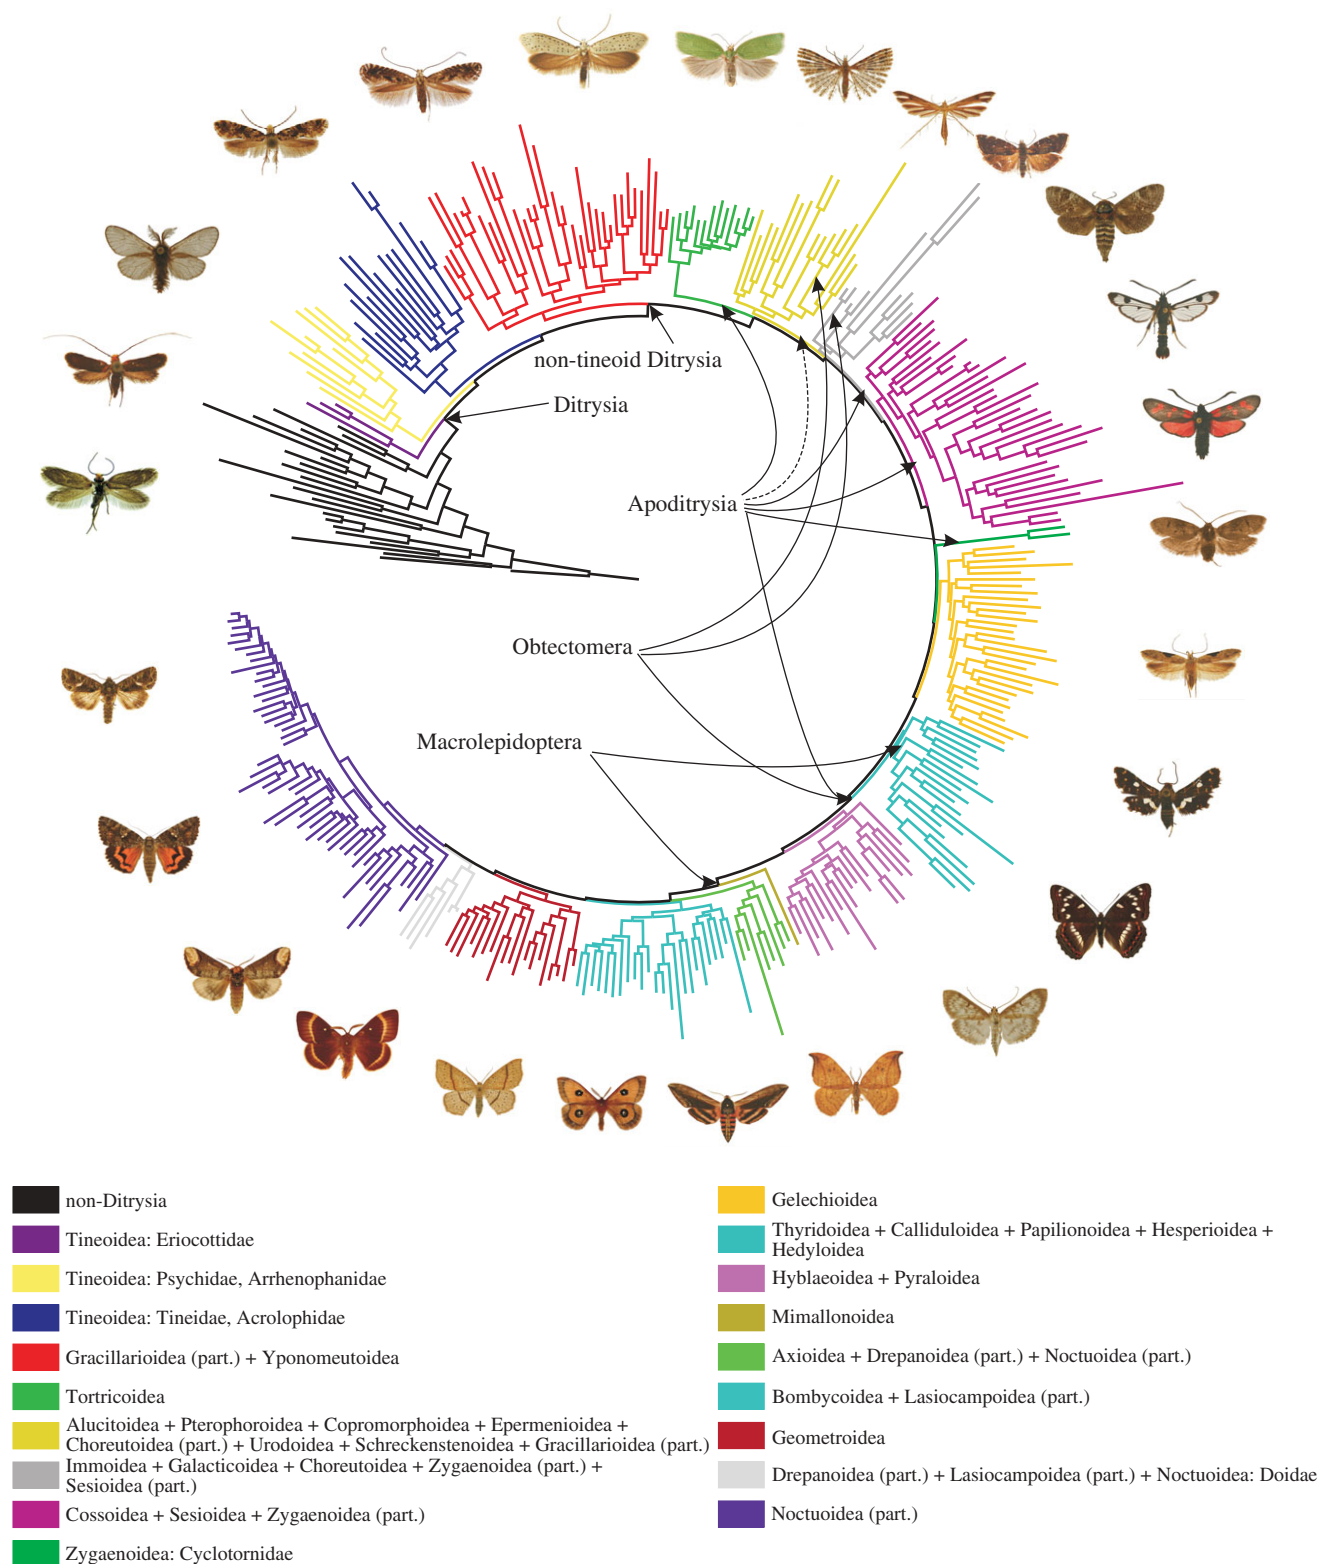 non-tineoid Ditrysia
Ditrysia
Apoditrysia
Obtectomera
Macrolepidoptera
non-Ditrysia
Tineoidea: Eriocottidae
Tineoidea: Psychidae, Arrhenophanidae
Tineoidea: Tineidae, Acrolophidae
Gracillarioidea (part.) + Yponomeutoidea
Tortricoidea
Alucitoidea + Pterophoroidea + Copromorphoidea + Epermenioidea +
Choreutoidea (part.) + Urodoidea + Schreckenstenoidea + Gracillarioidea (part.)
Immoidea + Galacticoidea + Choreutoidea + Zygaenoidea (part.) +
Sesioidea (part.)
Cossoidea + Sesioidea + Zygaenoidea (part.)
Zygaenoidea: Cyclotornidae
Gelechioidea
Thyridoidea + Calliduloidea + Papilionoidea + Hesperioidea +
Hedyloidea
Hyblaeoidea + Pyraloidea
Mimallonoidea
Axioidea + Drepanoidea (part.) + Noctuoidea (part.)
Bombycoidea + Lasiocampoidea (part.)
Geometroidea
Drepanoidea (part.) + Lasiocampoidea (part.) + Noctuoidea: Doidae
Noctuoidea (part.)